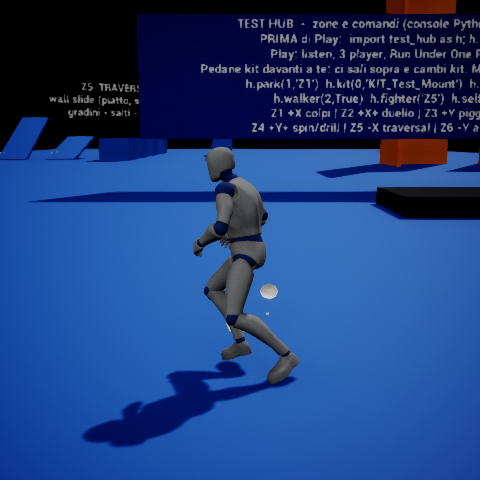 TEST HUB - zone e comandi (console Pyth
PRIMA di Play: import test_hub as h; h
Play: listen, 3 player, Run Under One P
Pedane kit davanti a te: ci sali sopra e cambi kit. M
h.park(1,'Z1') h.kit(0,'KIT_Test_Mount') h.
h.walker(2,True) h.fighter('Z5') h.sel
Z1 +X colpi | Z2 +X+ duello | Z3 +Y pigg
Z4 +Y+ spin/drill | Z5 -X traversal | Z6 -Y a
Z5 TRAVERS
wall slide (piatto, s
gradini - salti -